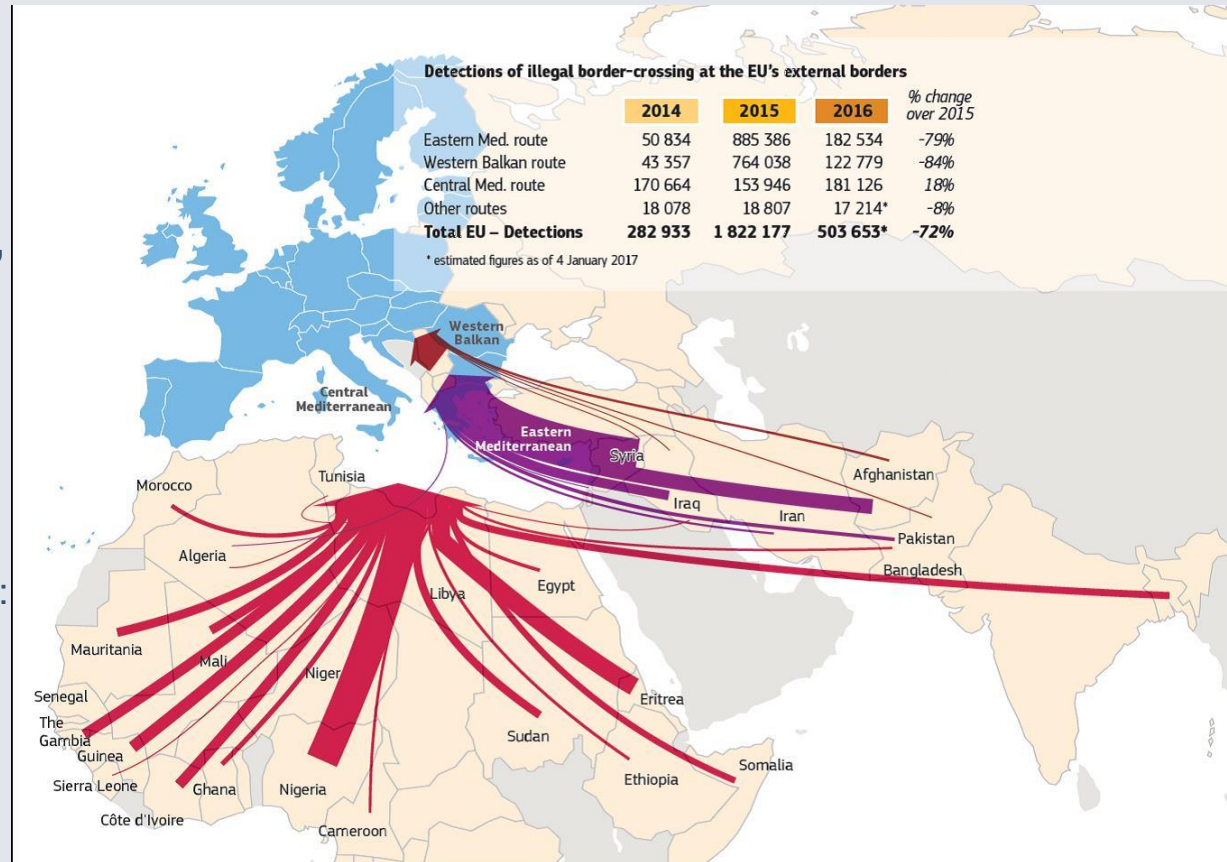 Detections of illegal border-crossing at the EU's external borders
2014 2015 2016 % change
over 2015
Eastern Med. route 50 834 885 386 182 534 -79%
Western Balkan route 43 357 764 038 122 779 -84%
Central Med. route 170 664 153 946 181 126 18%
Other routes 18 078 18 807 17 214* -8%
Total EU – Detections 282 933 1 822 177 503 653* -72%
* estimated figures as of 4 January 2017
Western
Balkan
Central
Mediterranean
Eastern
Mediterranean
Syria
Afghanistan
Tunisia
Morocco
Iraq
Iran
Pakistan
Algeria
Bangladesh
Egypt
Libya
Mauritania
Mali
Niger
Senegal
Eritrea
The
Gambia
Guinea
Sudan
Somalia
Sierra Leone
Ghana
Nigeria
Ethiopia
Côte d'Ivoire
Cameroon